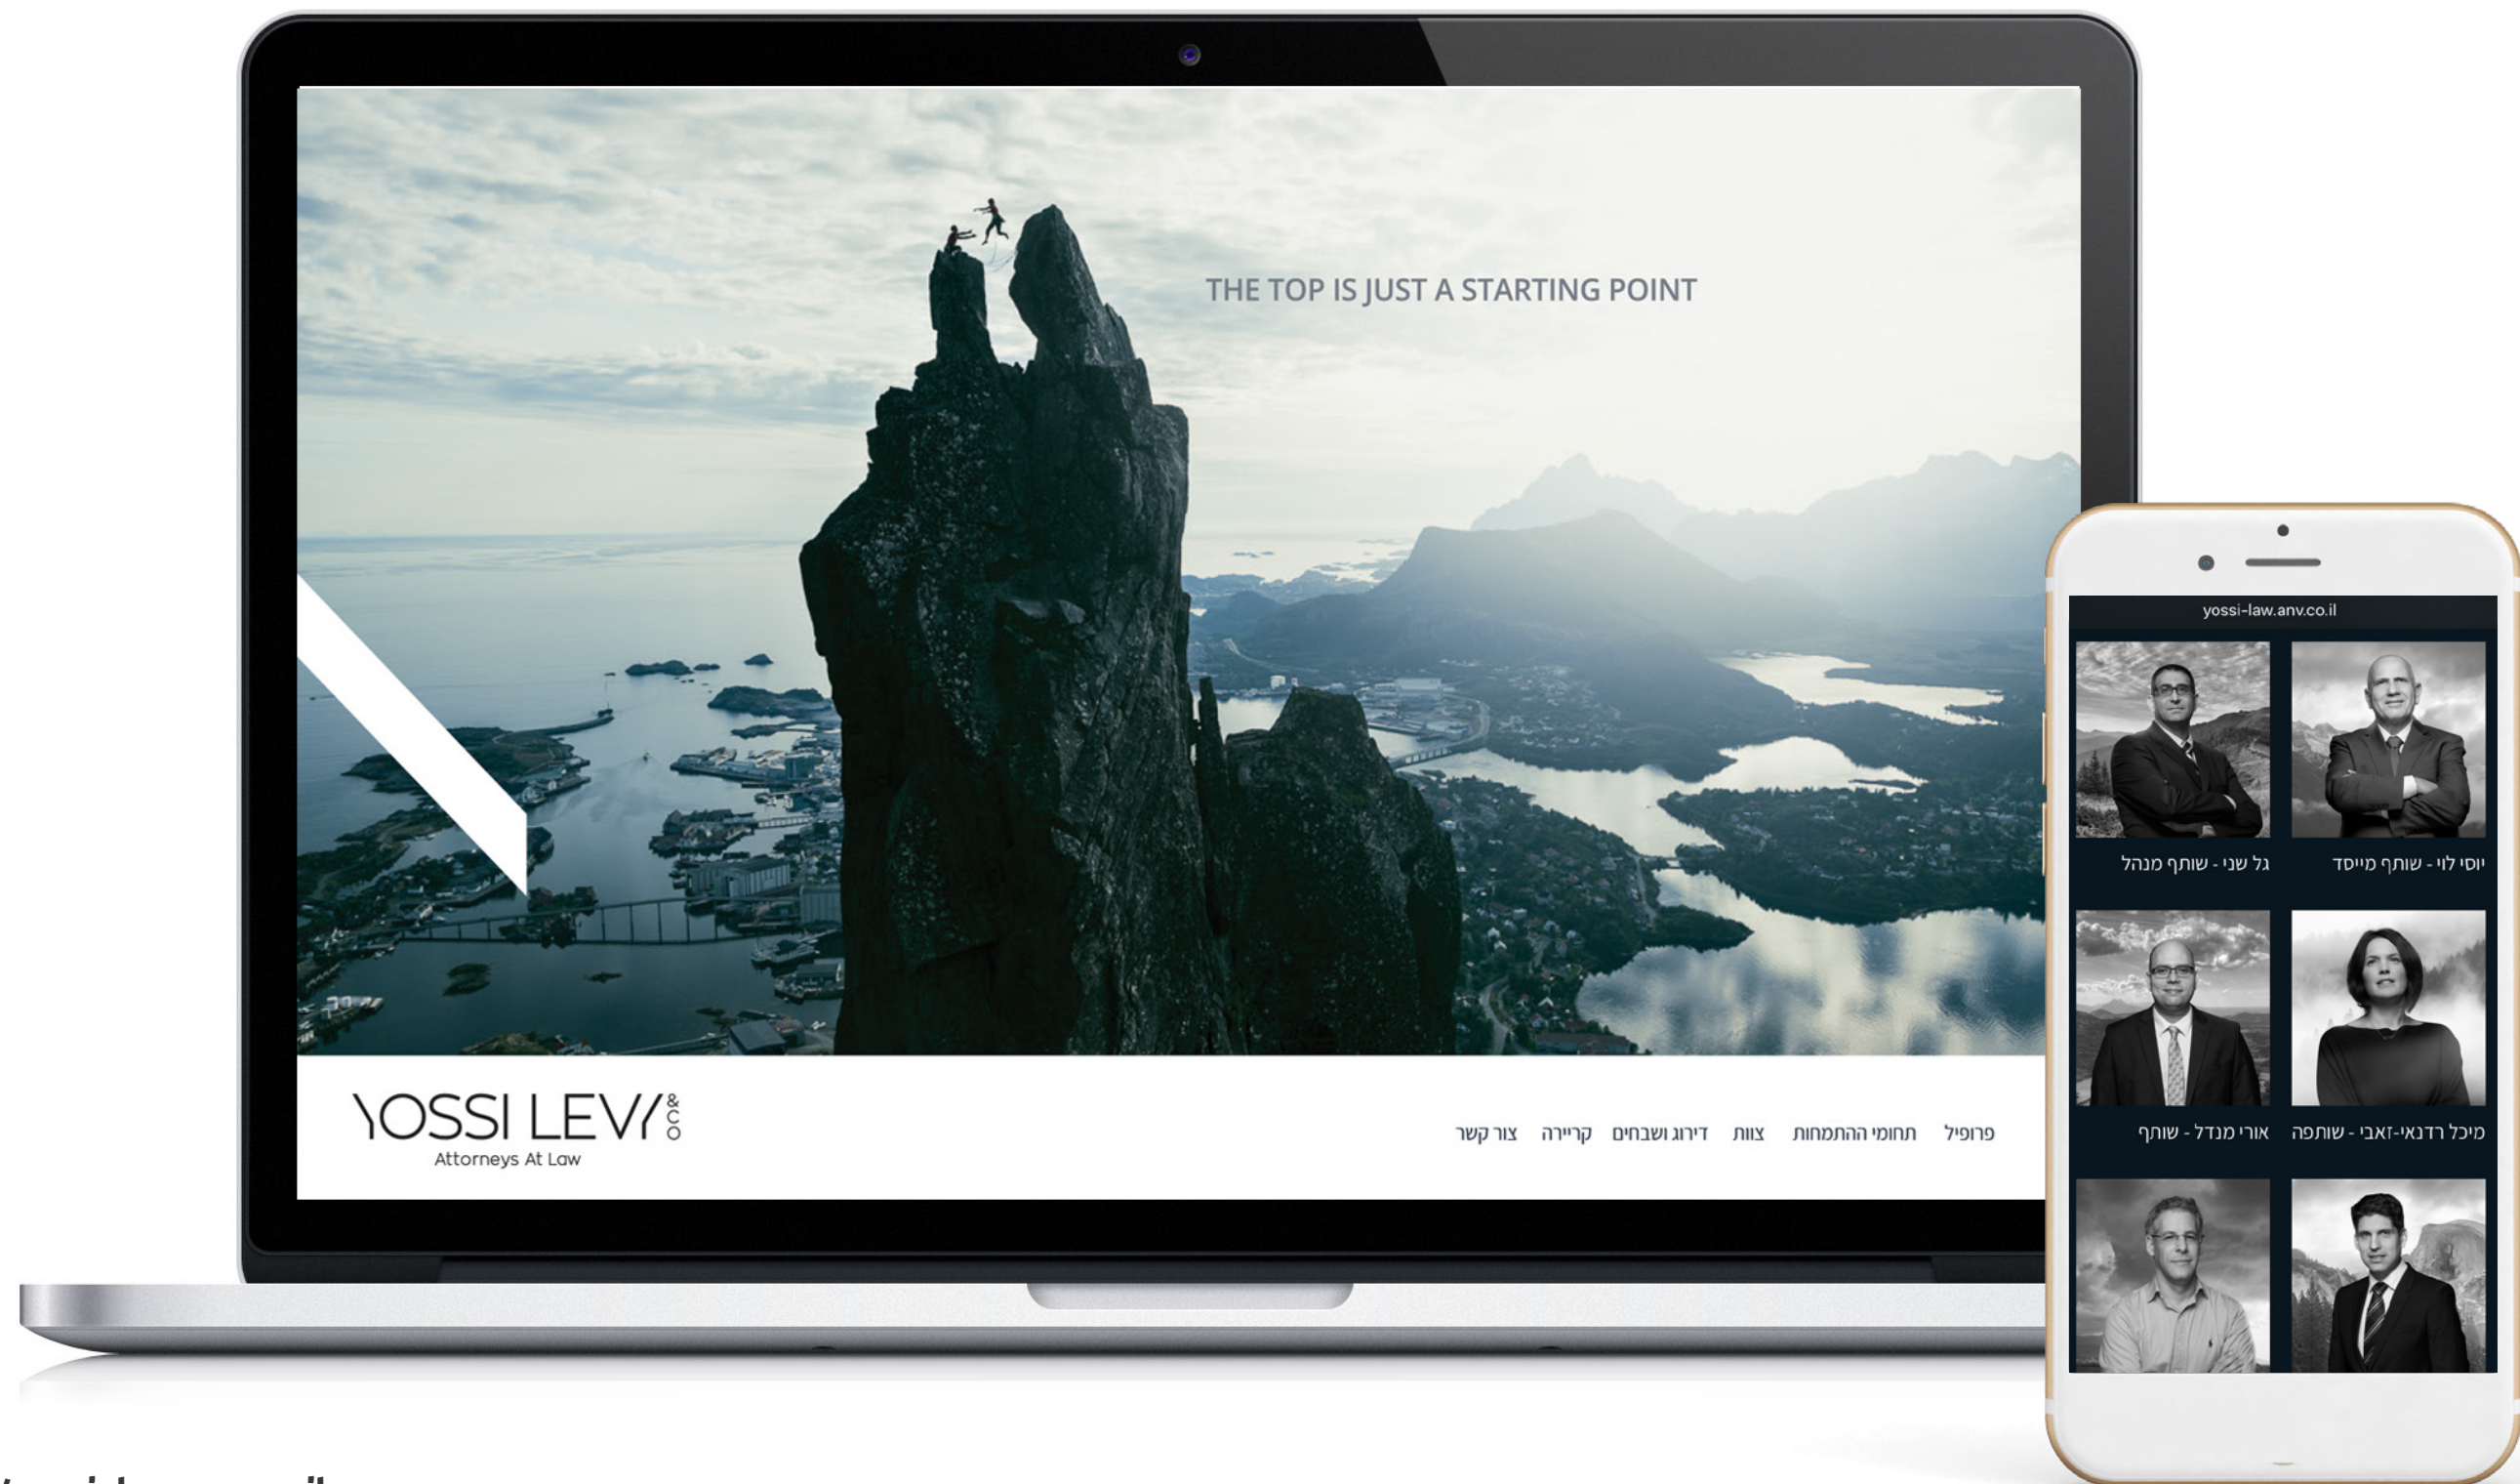 THE TOP IS JUST A STARTING POINT
YOSSI LEVY & CO
Attorneys At Law
פרופיל תחומי ההתמחות צוות דירוג ושבחים קריירה צור קשר
yossi-law.anv.co.il
יוסי לוי - שותף מייסד
גל שני - שותף מנהל
מיכל רדנאי-זאבי - שותפה
אורי מנדל - שותף